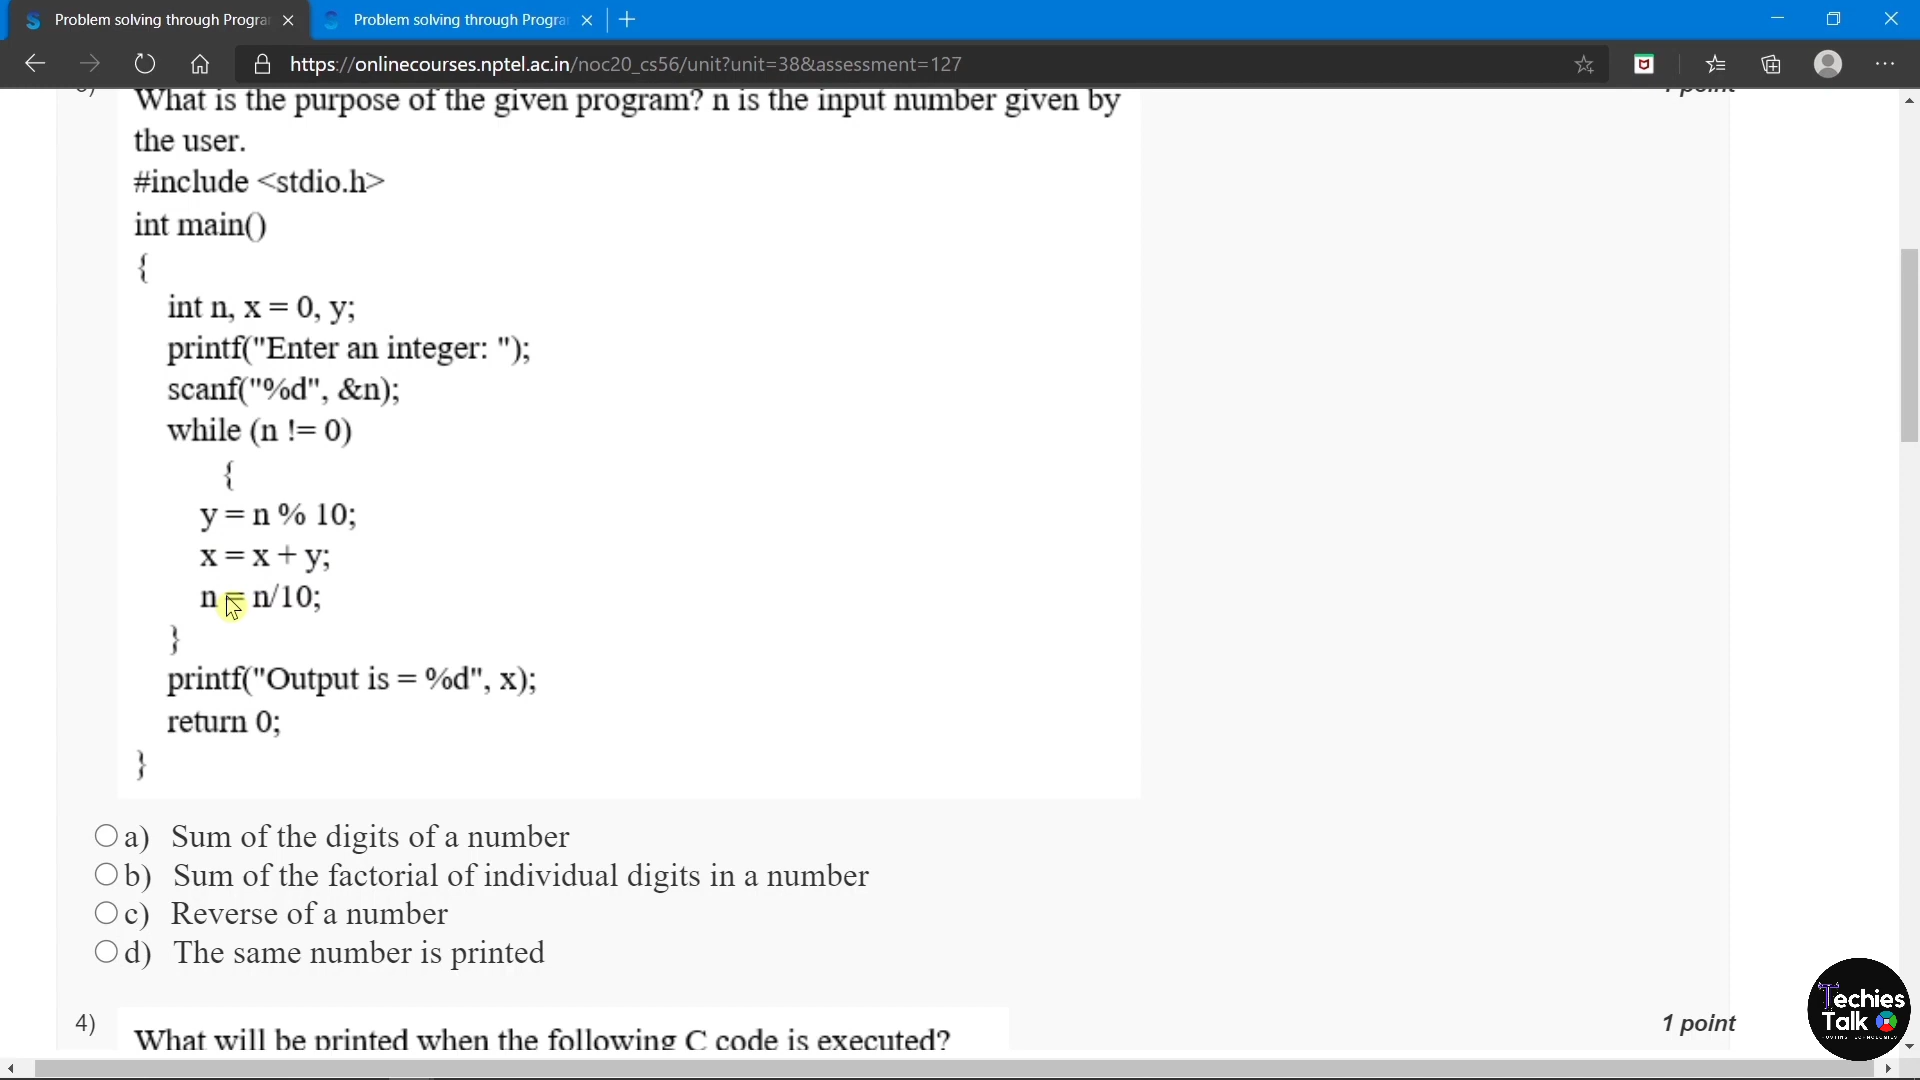 Problem solving through Progra
Problem solving through Progra
https://onlinecourses.nptel.ac.in/noc20_cs56/unit?unit=38&assessment=127
1 point
What is the purpose of the given program? n is the input number given by
the user.
#include <stdio.h>
int main()
{
int n, x = 0, y;
printf("Enter an integer: ");
scanf("%d", &n);
while (n != 0)
{
y = n % 10;
x = x + y;
n = n/10;
}
printf("Output is = %d", x);
return 0;
}
a) Sum of the digits of a number
b) Sum of the factorial of individual digits in a number
c) Reverse of a number
d) The same number is printed
4)
1 point
What will be printed when the following C code is executed?
Techies
Talk